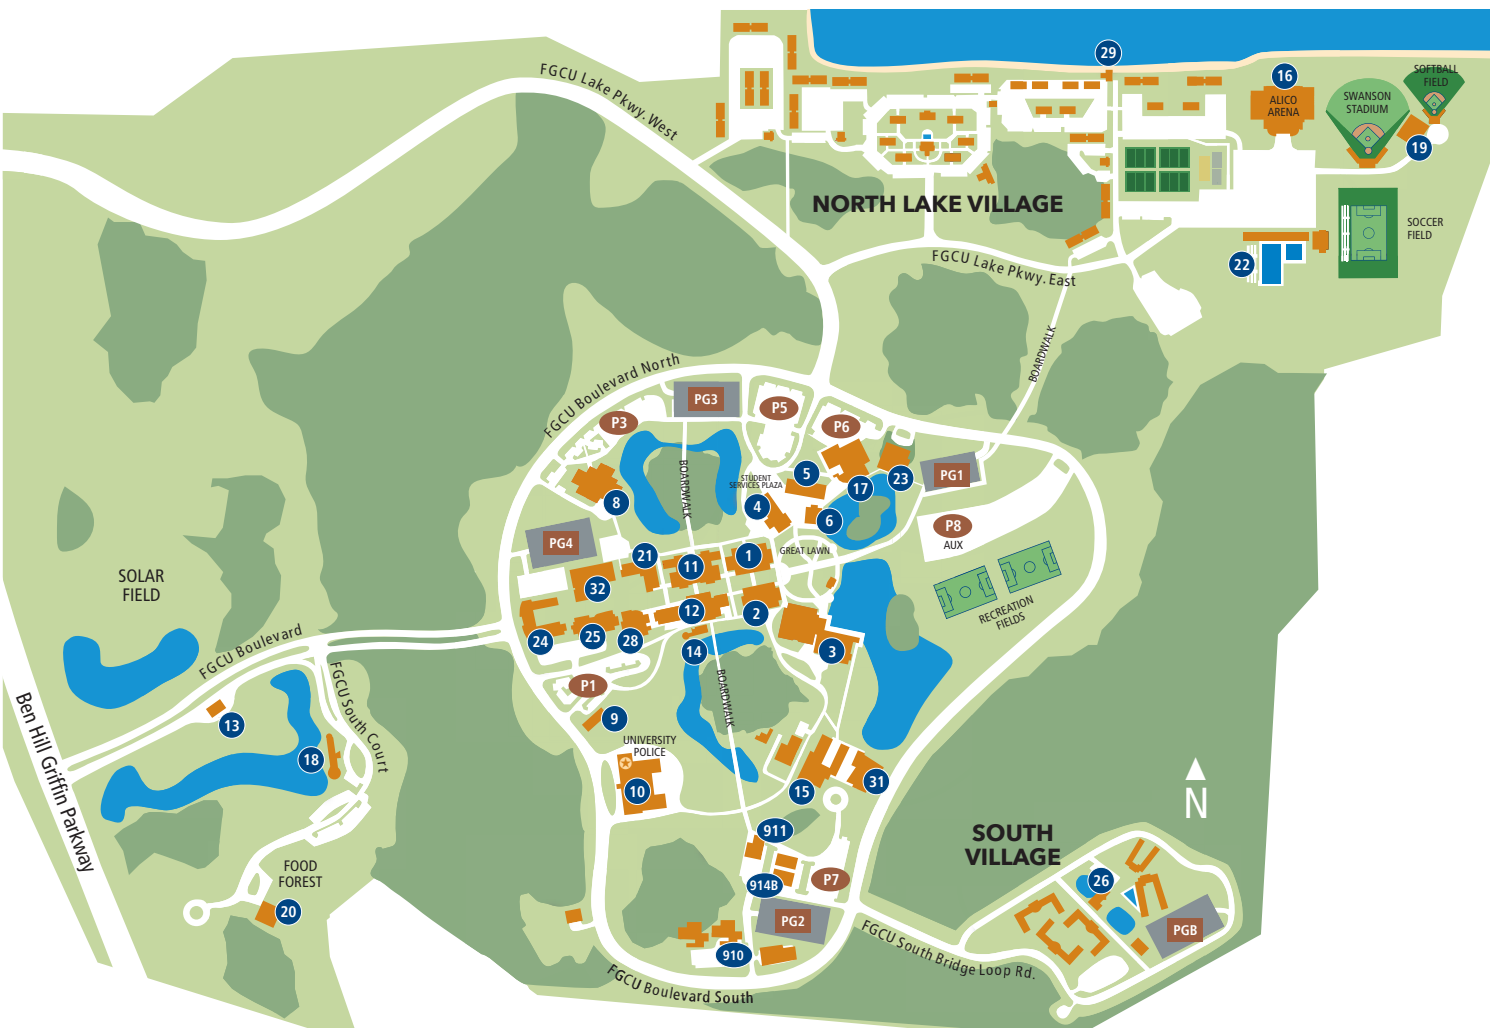 29
16
ALICO
ARENA
SWANSON
STADIUM
SOFTBALL
FIELD
19
FGCU Lake Pkwy. West
NORTH LAKE VILLAGE
SOCCER
FIELD
22
FGCU Lake Pkwy. East
BOARDWALK
FGCU Boulevard North
PG3
P5
P3
P6
BOARDWALK
STUDENT
SERVICES PLAZA
5
17
23
PG1
8
4
6
P8
AUX
PG4
21
11
1
GREAT LAWN
SOLAR
FIELD
32
12
2
RECREATION
FIELDS
24
25
28
14
3
FGCU Boulevard
FGCU South Court
P1
BOARDWALK
13
9
UNIVERSITY
POLICE
18
10
15
31
Ben Hill Griffin Parkway
N
911
SOUTH
VILLAGE
FOOD
FOREST
914B
P7
26
20
PG2
PGB
910
FGCU South Bridge Loop Rd.
FGCU Boulevard South